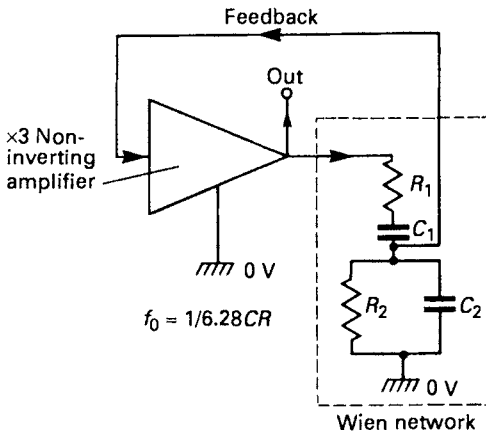 Feedback
Out
×3 Non-
inverting
amplifier
R₁
C₁
0 V
R₂
C₂
f₀ = 1/6.28CR
0 V
Wien network